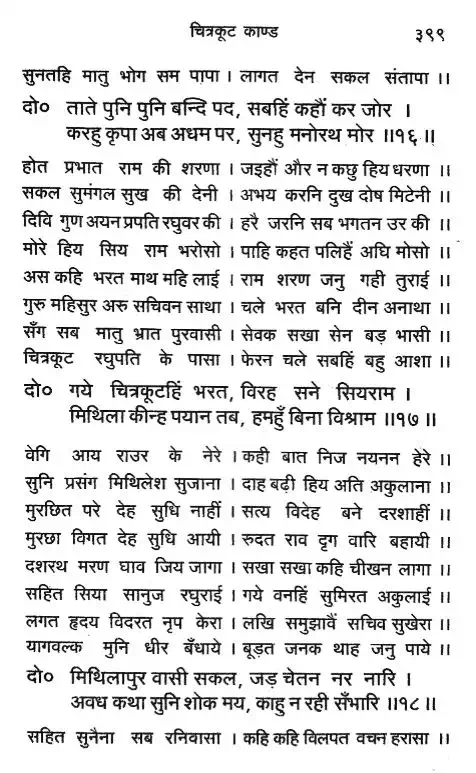 चित्रकूट काण्ड ३९९
सुनतहि मातु भोग सम पापा । लागत देन सकल संतापा ॥
दो० ताते पुनि पुनि बन्दि पद, सबहिं कहौं कर जोर ।
करहु कृपा अब अधम पर, सुनहु मनोरथ मोर ॥१६॥
होत प्रभात राम की शरणा । जइहौं और न कछु हिय धरणा ॥
सकल सुमंगल सुख की देनी । अभय करनि दुख दोष मिटेनी ॥
दिवि गुण अयन प्रपति रघुवर की । हरै जरनि सब भगतन उर की ॥
मोरे हिय सिय राम भरोसो । पाहि कहत पलिहैं अघि मोसो ॥
अस कहि भरत माथ महि लाई । राम शरण जनु गही तुराई ॥
गुरु महिसुर अरु सचिवन साथा । चले भरत बनि दीन अनाथा ॥
सँग सब मातु भ्रात पुरवासी । सेवक सखा सेन बड़ भासी ॥
चित्रकूट रघुपति के पासा । फेरन चले सबहिं बहु आशा ॥
दो० गये चित्रकूटहिं भरत, विरह सने सियराम ।
मिथिला कीन्ह पयान तब, हमहुँ बिना विश्राम ॥१७॥
वेगि आय राउर के नेरे । कही बात निज नयनन हेरे ॥
सुनि प्रसंग मिथिलेश सुजाना । दाह बढ़ी हिय अति अकुलाना ॥
मुरछित परे देह सुधि नाहीं । सत्य विदेह बने दरशाहीं ॥
मुरछा विगत देह सुधि आयी । रुदत राव दृग वारि बहायी ॥
दशरथ मरण घाव जिय जागा । सखा सखा कहि चीखन लागा ॥
सहित सिया सानुज रघुराई । गये वनहिं सुमिरत अकुलाई ॥
लगत हृदय विदरत नृप केरा । लखि समुझावैं सचिव सुखेरा ॥
यागवल्क मुनि धीर बँधाये । बूड़त जनक थाह जनु पाये ॥
दो० मिथिलापुर वासी सकल, जड़ चेतन नर नारि ।
अवध कथा सुनि शोक मय, काहु न रही सँभारि ॥१८॥
सहित सुनैना सब रनिवासा । कहि कहि विलपत वचन हरासा ॥